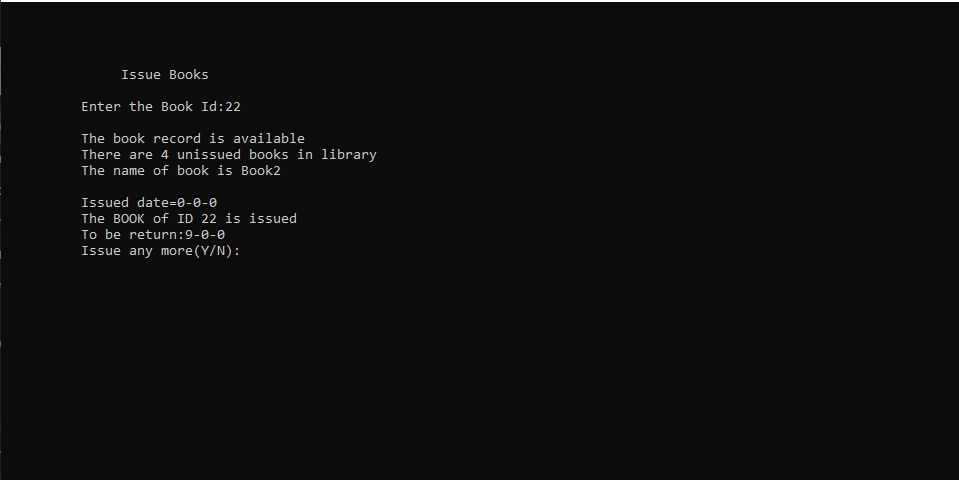 Issue Books
Enter the Book Id:22
The book record is available
There are 4 unissued books in library
The name of book is Book2
Issued date=0-0-0
The BOOK of ID 22 is issued
To be return:9-0-0
Issue any more(Y/N):